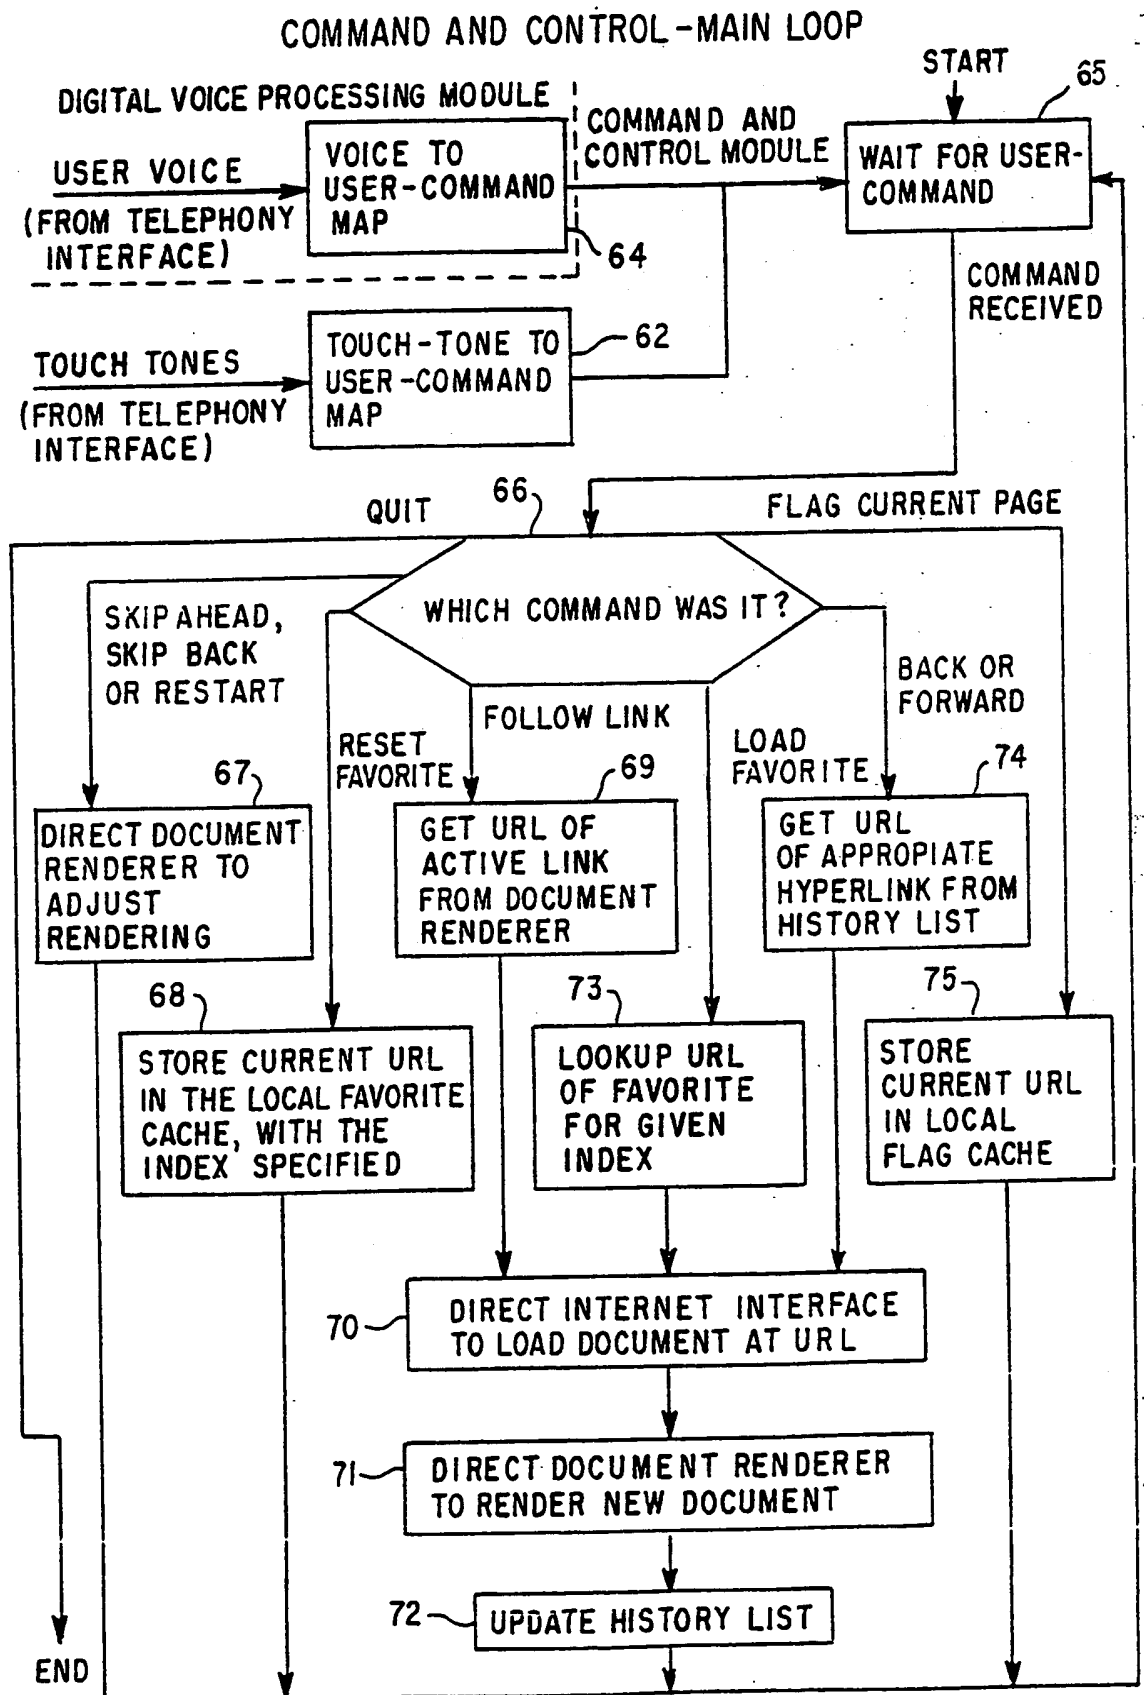 COMMAND AND CONTROL-MAIN LOOP
START
65
DIGITAL VOICE PROCESSING MODULE
COMMAND AND
CONTROL MODULE
USER VOICE
(FROM TELEPHONY
INTERFACE)
VOICE TO
USER-COMMAND
MAP
64
WAIT FOR USER-
COMMAND
COMMAND
RECEIVED
TOUCH TONES
(FROM TELEPHONY
INTERFACE)
TOUCH-TONE TO
USER-COMMAND
MAP
62
QUIT
66
FLAG CURRENT PAGE
WHICH COMMAND WAS IT?
SKIP AHEAD,
SKIP BACK
OR RESTART
RESET
FAVORITE
FOLLOW LINK
LOAD
FAVORITE
BACK OR
FORWARD
67
DIRECT DOCUMENT
RENDERER TO
ADJUST
RENDERING
69
GET URL OF
ACTIVE LINK
FROM DOCUMENT
RENDERER
74
GET URL
OF APPROPIATE
HYPERLINK FROM
HISTORY LIST
68
STORE CURRENT URL
IN THE LOCAL FAVORITE
CACHE, WITH THE
INDEX SPECIFIED
73
LOOKUP URL
OF FAVORITE
FOR GIVEN
INDEX
75
STORE
CURRENT URL
IN LOCAL
FLAG CACHE
70
DIRECT INTERNET INTERFACE
TO LOAD DOCUMENT AT URL
71
DIRECT DOCUMENT RENDERER
TO RENDER NEW DOCUMENT
72
UPDATE HISTORY LIST
END